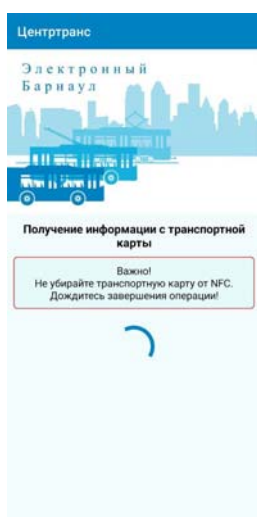 Центртранс
Электронный
Барнаул
Получение информации с транспортной
карты
Важно!
Не убирайте транспортную карту от NFC.
Дождитесь завершения операции!